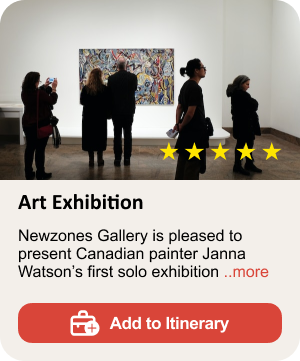 Art Exhibition
Newzones Gallery is pleased to
present Canadian painter Janna
Watson's first solo exhibition ..more
Add to Itinerary